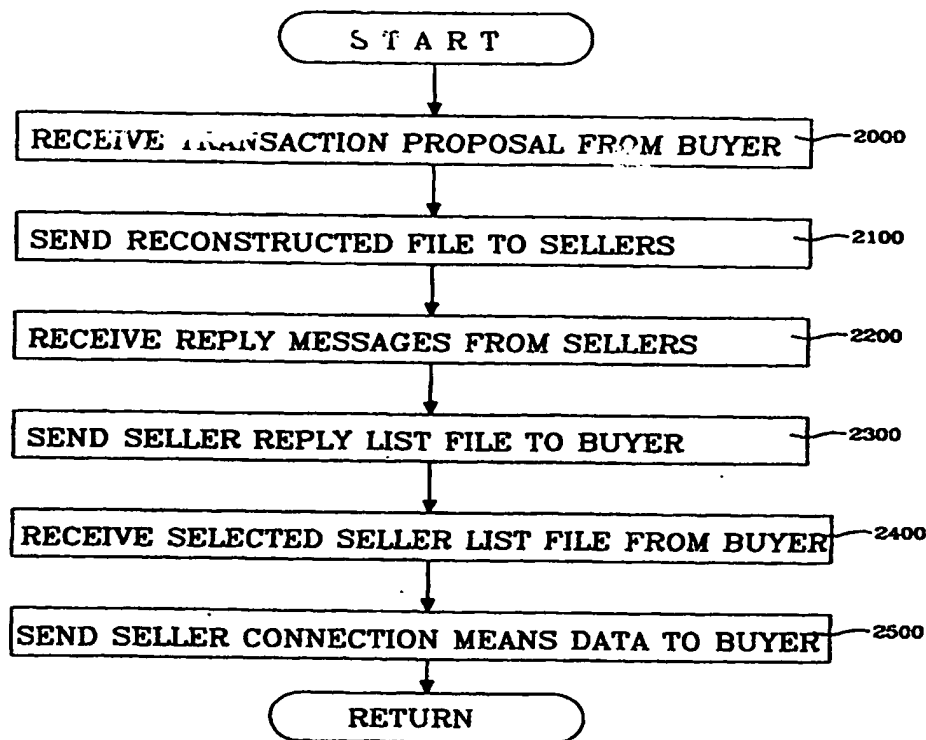 START
RECEIVE TRANSACTION PROPOSAL FROM BUYER 2000
SEND RECONSTRUCTED FILE TO SELLERS 2100
RECEIVE REPLY MESSAGES FROM SELLERS 2200
SEND SELLER REPLY LIST FILE TO BUYER 2300
RECEIVE SELECTED SELLER LIST FILE FROM BUYER 2400
SEND SELLER CONNECTION MEANS DATA TO BUYER 2500
RETURN